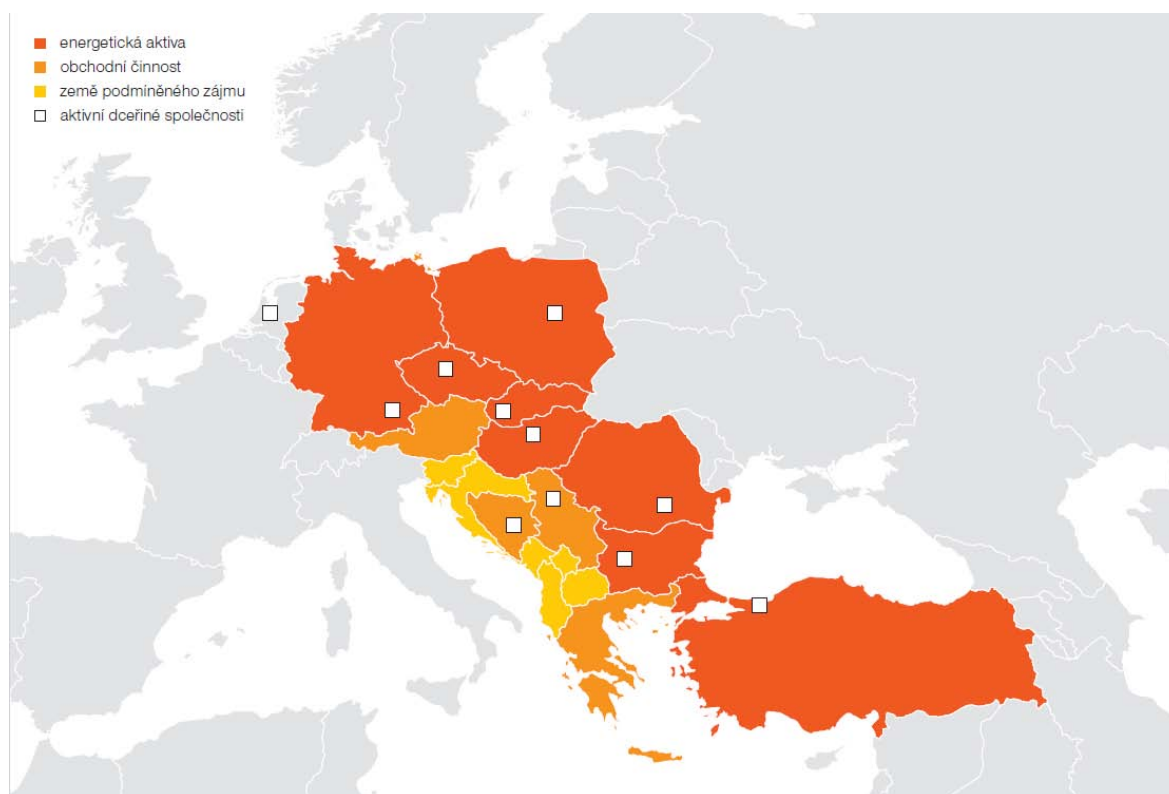 energetická aktiva
obchodní činnost
země podmíněného zájmu
aktivní dceřiné společnosti